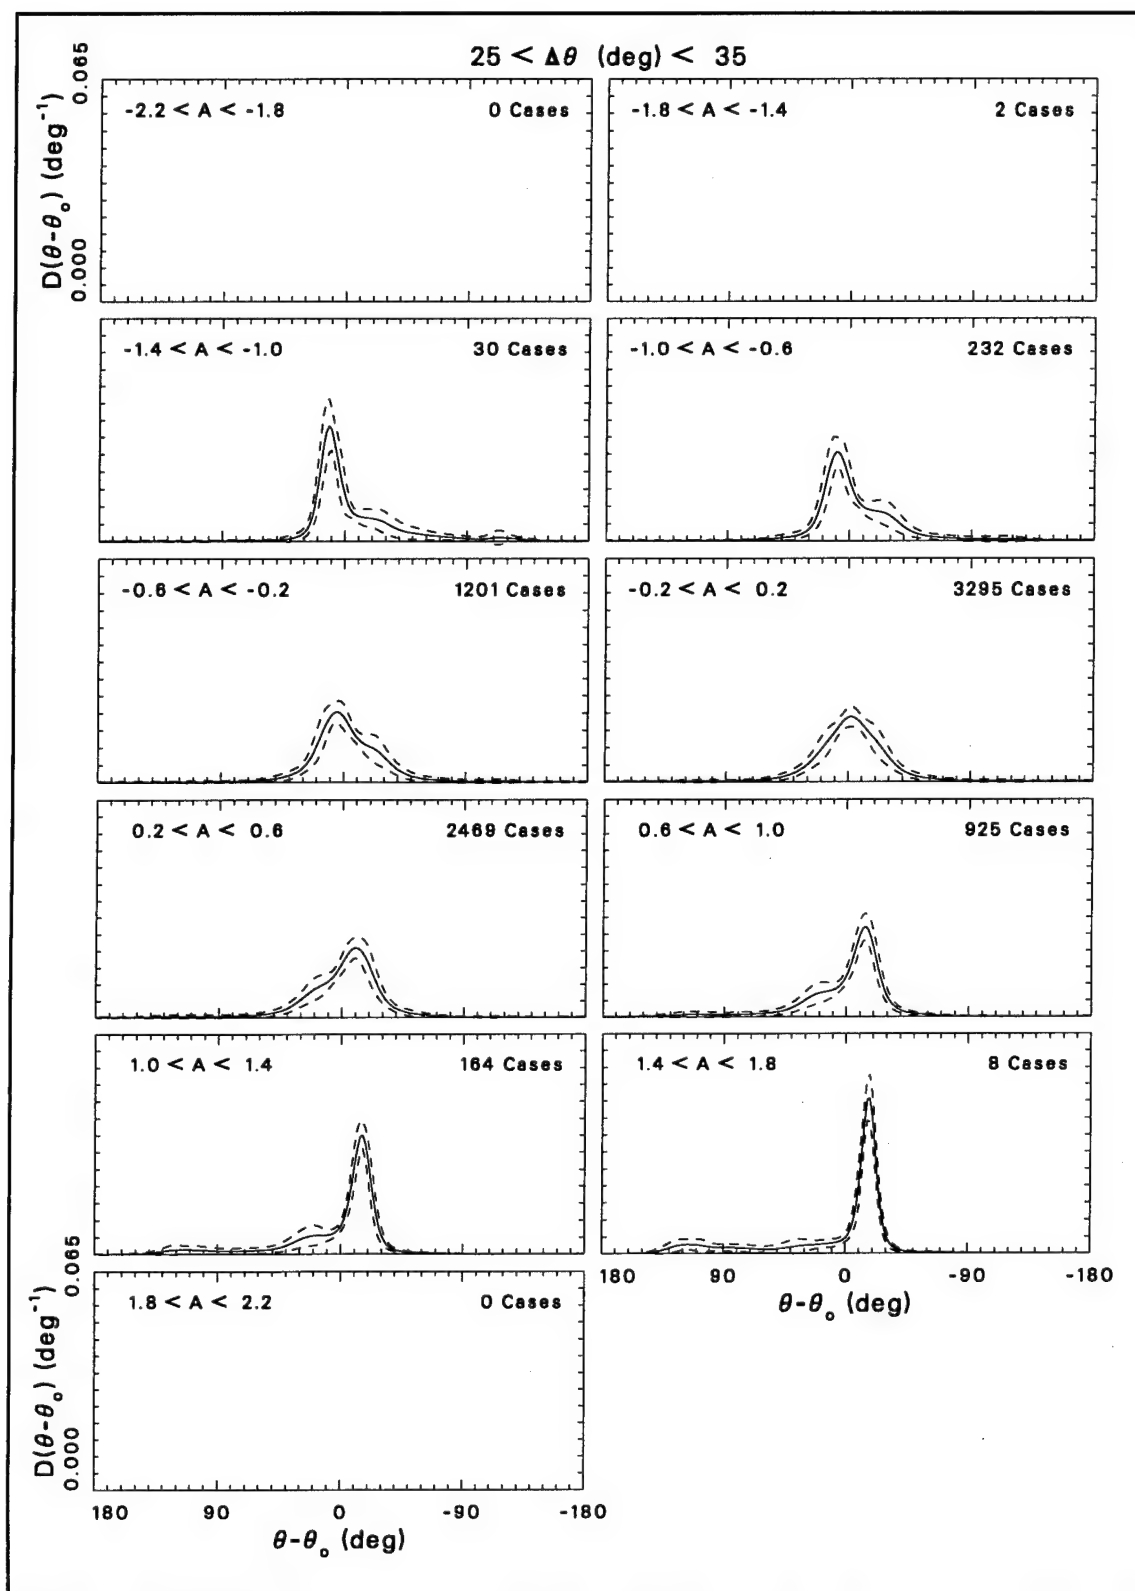 25 < Δθ (deg) < 35
D(θ-θₒ) (deg⁻¹)
0.065
0.000
-2.2 < A < -1.8 0 Cases
-1.8 < A < -1.4 2 Cases
-1.4 < A < -1.0 30 Cases
-1.0 < A < -0.6 232 Cases
-0.6 < A < -0.2 1201 Cases
-0.2 < A < 0.2 3295 Cases
0.2 < A < 0.6 2469 Cases
0.6 < A < 1.0 925 Cases
1.0 < A < 1.4 164 Cases
1.4 < A < 1.8 8 Cases
180 90 0 -90 -180
θ-θₒ (deg)
D(θ-θₒ) (deg⁻¹)
0.065
0.000
1.8 < A < 2.2 0 Cases
180 90 0 -90 -180
θ-θₒ (deg)